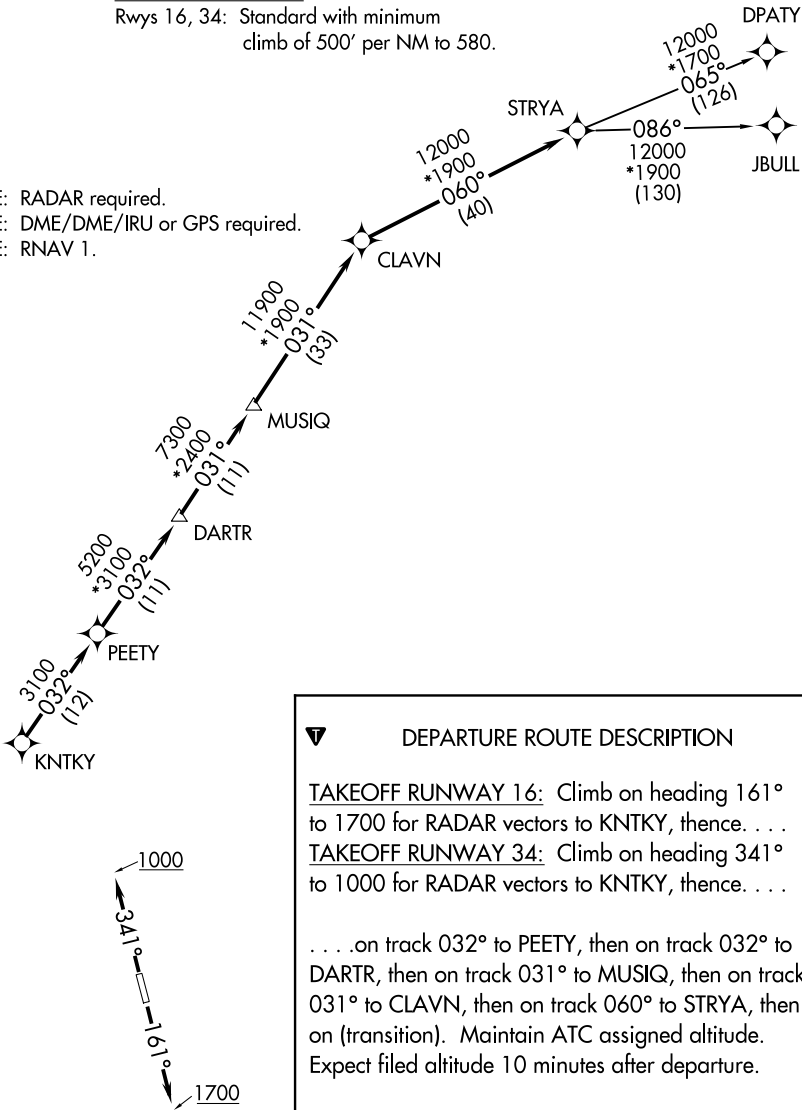 Rwys 16, 34: Standard with minimum
climb of 500' per NM to 580.
DPATY
12000
*1700
065°
(126)
STRYA
086°
12000
*1900
(130)
JBULL
12000
*1900
060°
(40)
: RADAR required.
: DME/DME/IRU or GPS required.
: RNAV 1.
CLAVN
11900
*1900
031°
(33)
MUSIQ
7300
*2400
031°
(11)
DARTR
5200
*3100
032°
(11)
PEETY
3100
032°
(12)
KNTKY
T DEPARTURE ROUTE DESCRIPTION
TAKEOFF RUNWAY 16: Climb on heading 161°
to 1700 for RADAR vectors to KNTKY, thence. . . .
TAKEOFF RUNWAY 34: Climb on heading 341°
to 1000 for RADAR vectors to KNTKY, thence. . . .
. . . .on track 032° to PEETY, then on track 032° to
DARTR, then on track 031° to MUSIQ, then on track
031° to CLAVN, then on track 060° to STRYA, then
on (transition). Maintain ATC assigned altitude.
Expect filed altitude 10 minutes after departure.
1000
341°
161°
1700